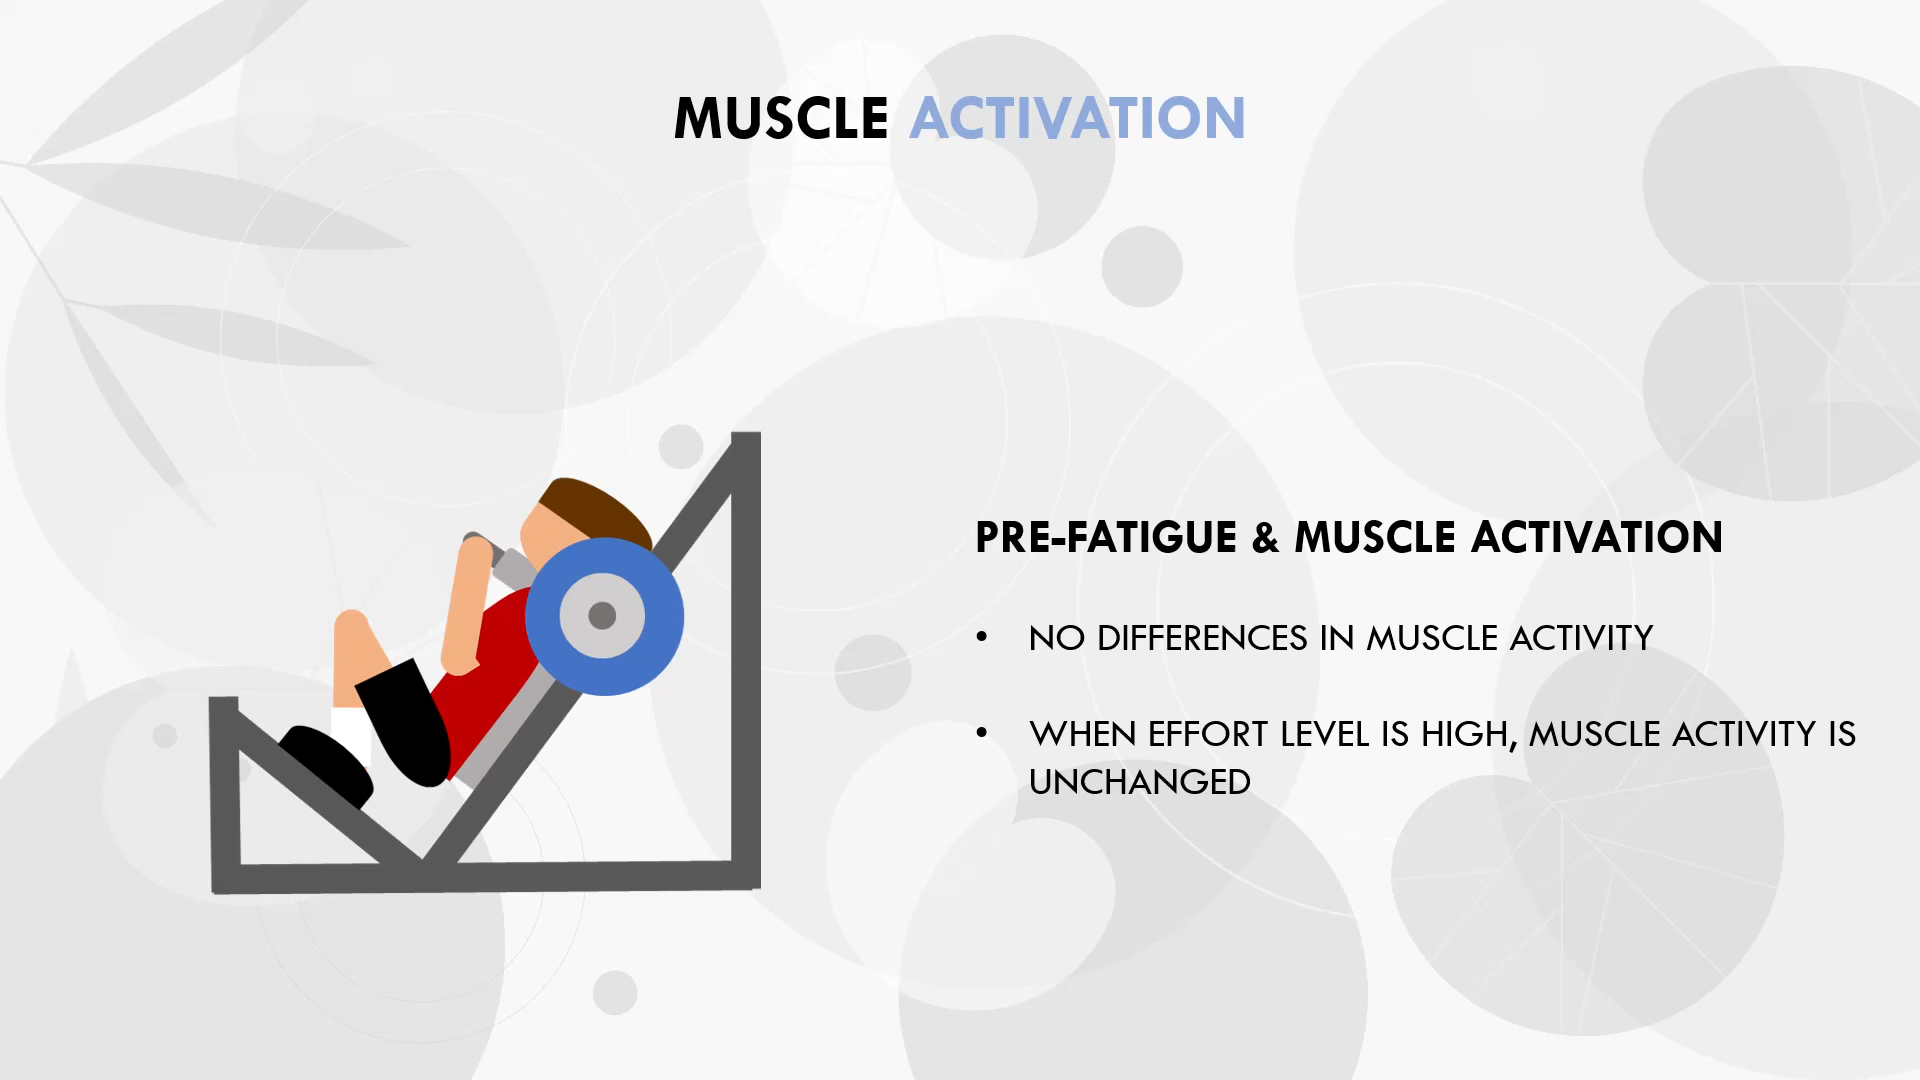 MUSCLE ACTIVATION
PRE-FATIGUE & MUSCLE ACTIVATION
• NO DIFFERENCES IN MUSCLE ACTIVITY
• WHEN EFFORT LEVEL IS HIGH, MUSCLE ACTIVITY IS
UNCHANGED